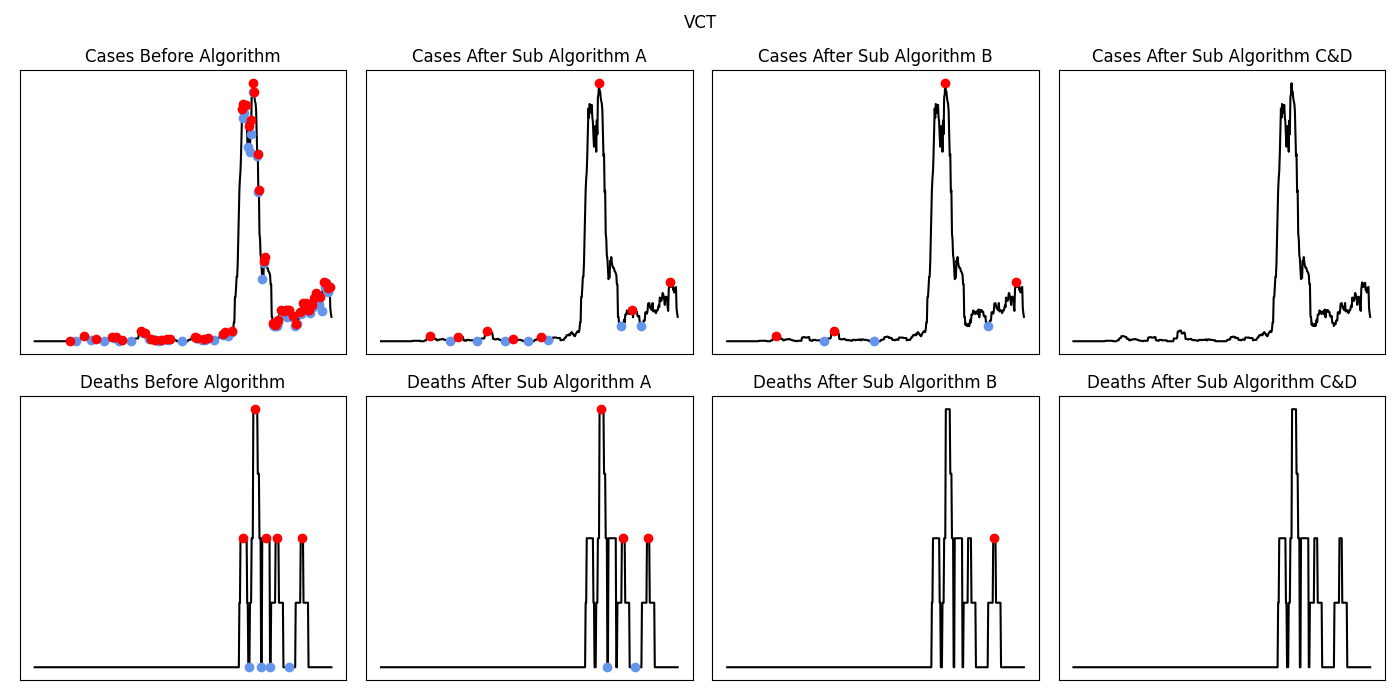 VCT
Cases Before Algorithm
Cases After Sub Algorithm A
Cases After Sub Algorithm B
Cases After Sub Algorithm C&D
Deaths Before Algorithm
Deaths After Sub Algorithm A
Deaths After Sub Algorithm B
Deaths After Sub Algorithm C&D